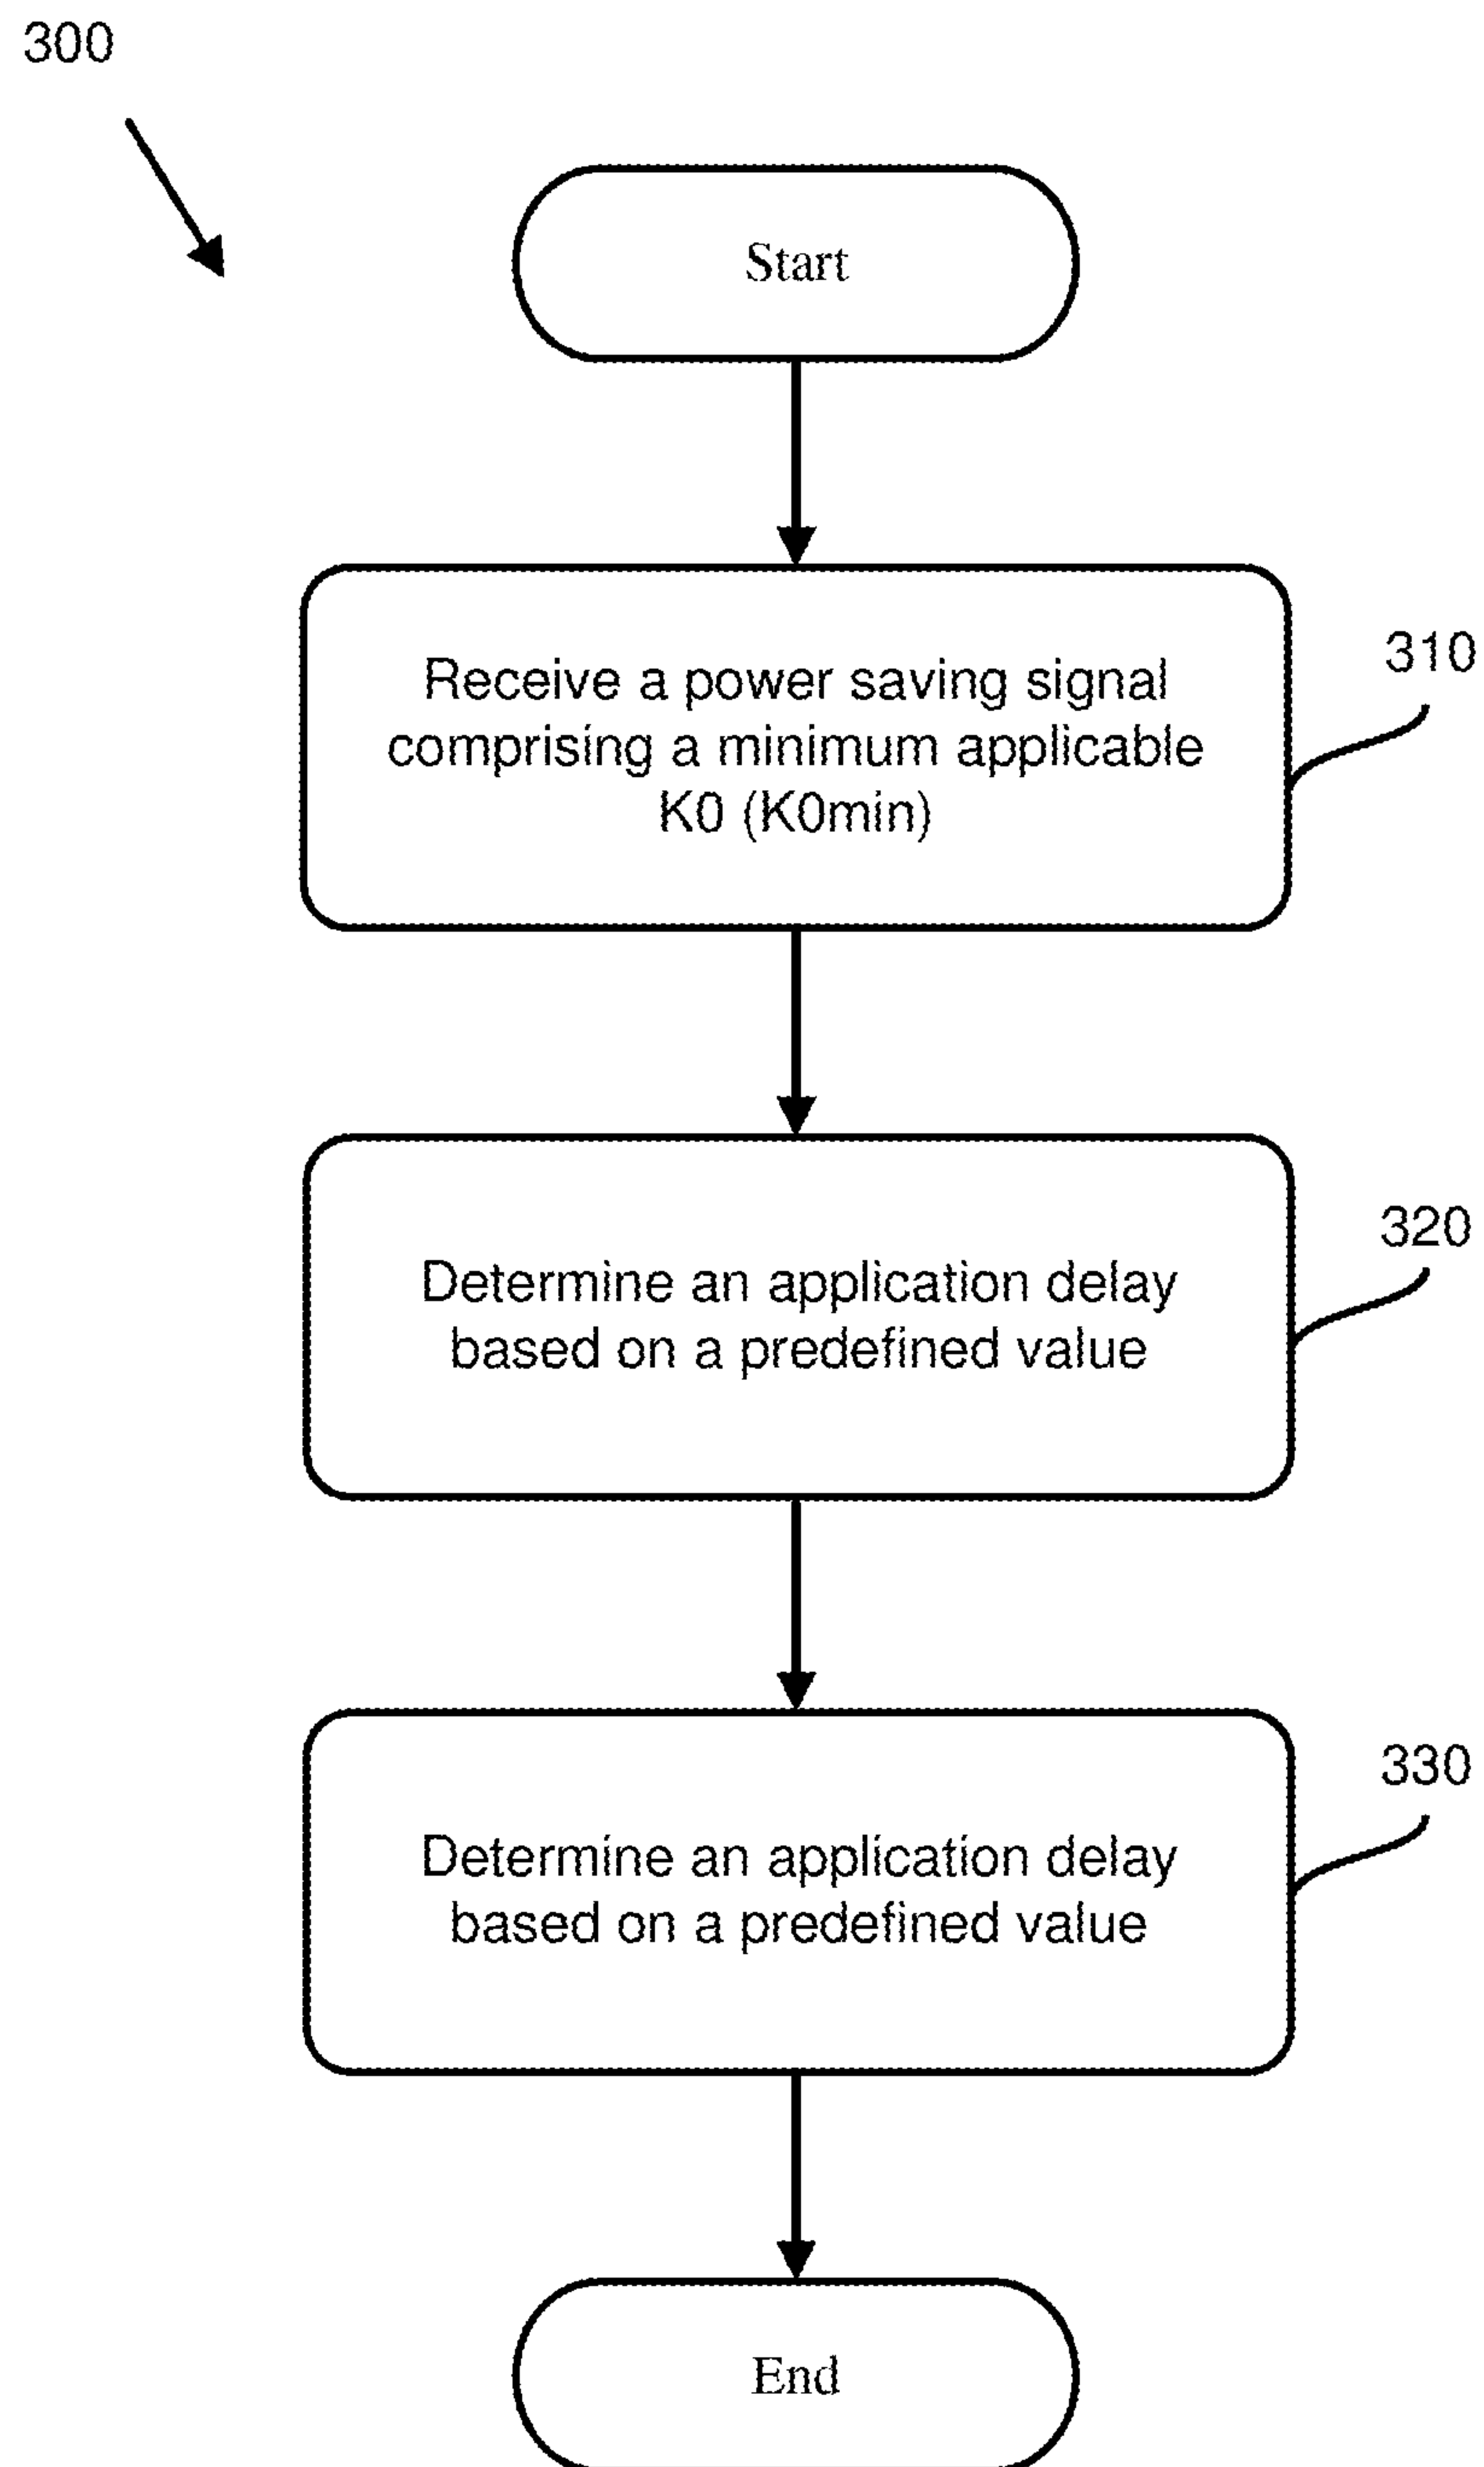 300
Start
Receive a power saving signal
comprising a minimum applicable
K0 (K0min)
310
Determine an application delay
based on a predefined value
320
Determine an application delay
based on a predefined value
330
End